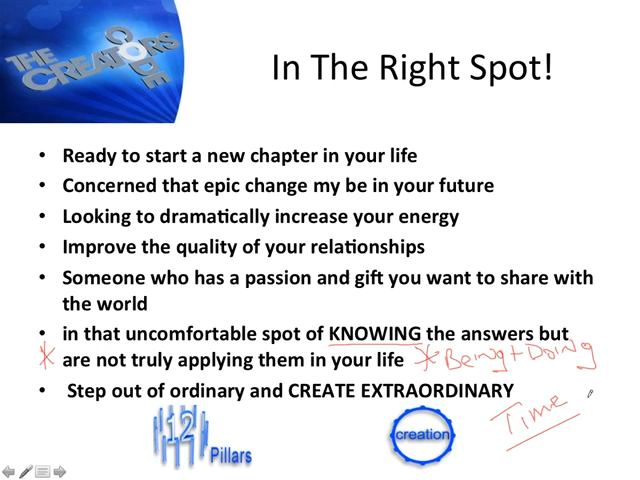 THE CREATORS CODE
In The Right Spot!
• Ready to start a new chapter in your life
• Concerned that epic change my be in your future
• Looking to dramatically increase your energy
• Improve the quality of your relationships
• Someone who has a passion and gift you want to share with
the world
• in that uncomfortable spot of KNOWING the answers but
are not truly applying them in your life * Being + Doing
• Step out of ordinary and CREATE EXTRAORDINARY
Time
12 Pillars
creation